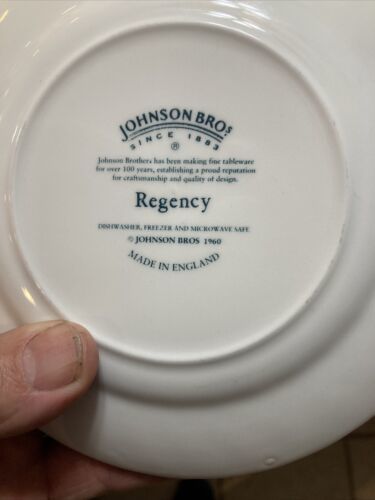 JOHNSON BROS
SINCE 1883
®
Johnson Brothers has been making fine tableware
for over 100 years, establishing a proud reputation
for craftsmanship and quality of design.
Regency
DISHWASHER, FREEZER AND MICROWAVE SAFE
© JOHNSON BROS 1960
MADE IN ENGLAND